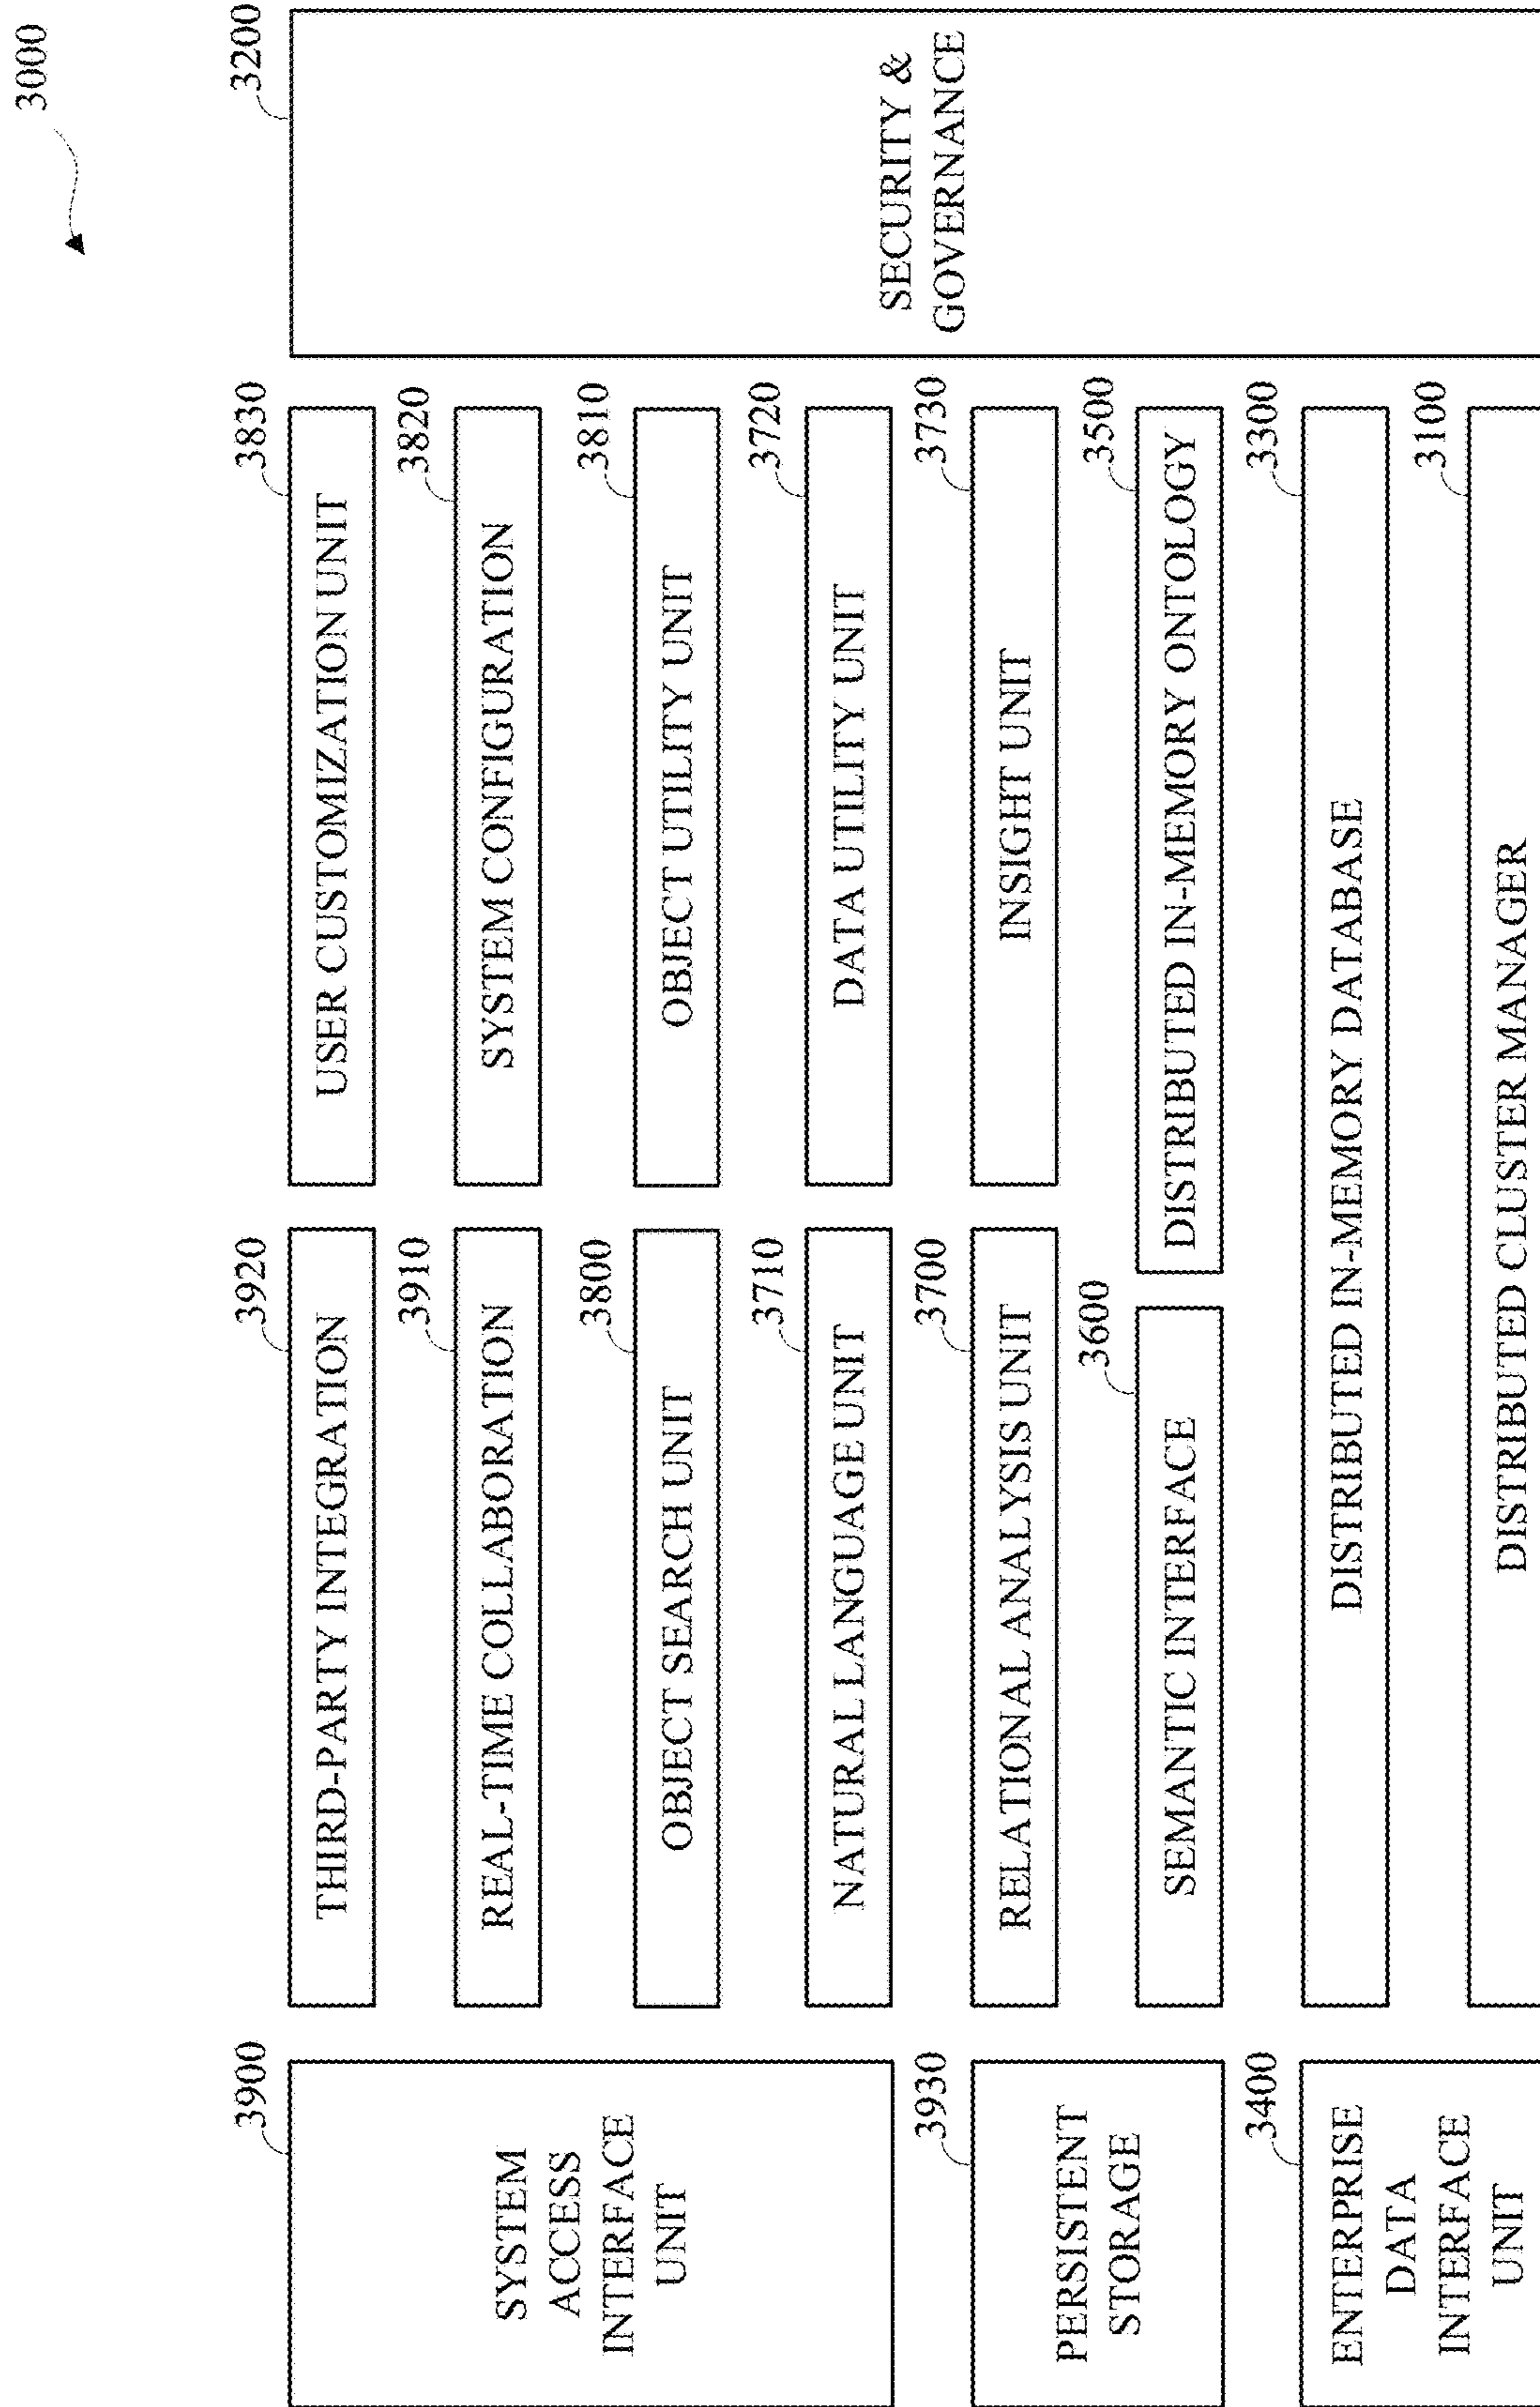 3000
3900
SYSTEM
ACCESS
INTERFACE
UNIT
3920
THIRD-PARTY INTEGRATION
3830
USER CUSTOMIZATION UNIT
3200
SECURITY &
GOVERNANCE
3910
REAL-TIME COLLABORATION
3820
SYSTEM CONFIGURATION
3800
OBJECT SEARCH UNIT
3810
OBJECT UTILITY UNIT
3710
NATURAL LANGUAGE UNIT
3720
DATA UTILITY UNIT
3930
PERSISTENT
STORAGE
3700
RELATIONAL ANALYSIS UNIT
3730
INSIGHT UNIT
3600
SEMANTIC INTERFACE
3500
DISTRIBUTED IN-MEMORY ONTOLOGY
3400
ENTERPRISE
DATA
INTERFACE
UNIT
3300
DISTRIBUTED IN-MEMORY DATABASE
3100
DISTRIBUTED CLUSTER MANAGER